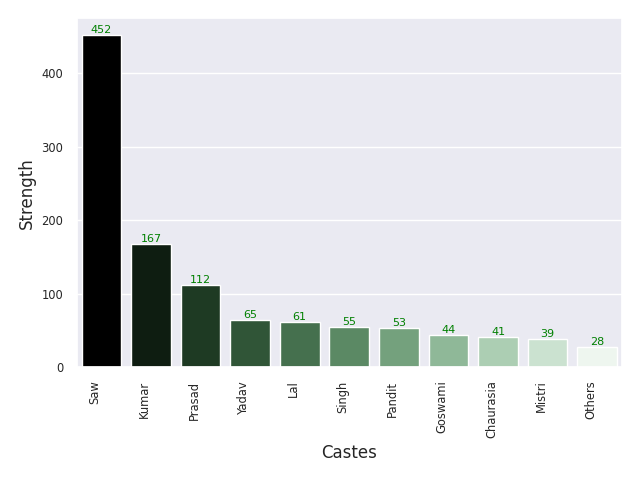 452
400
300
Strength
200
167
112
100
65
61
55
53
44
41
39
28
0
Saw
Kumar
Prasad
Yadav
Lal
Singh
Pandit
Goswami
Chaurasia
Mistri
Others
Castes